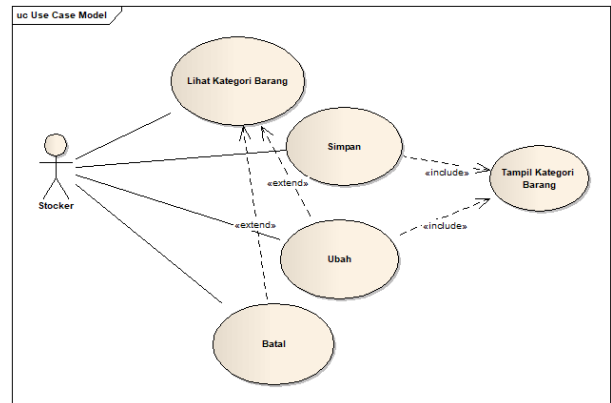 uc Use Case Model
Lihat Kategori Barang
Simpan
«include»
Tampil Kategori
Barang
«extend»
Stocker
«extend»
«include»
Ubah
Batal